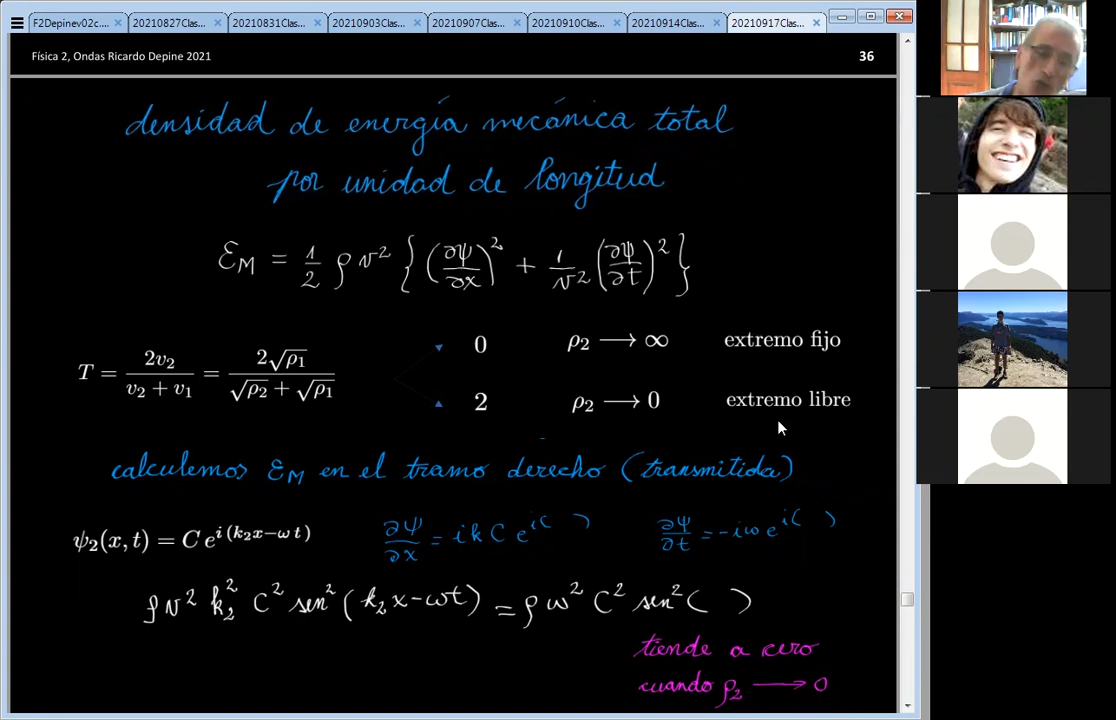 F2Depinev02c.... 20210827Clas... 20210831Clas... 20210903Clas... 20210907Clas... 20210910Clas... 20210914Clas... 20210917Clas...
Física 2, Ondas Ricardo Depine 2021 36
densidad de energía mecánica total
por unidad de longitud
ℰM = 1/2 ρ v² { (∂ψ/∂x)² + 1/v² (∂ψ/∂t)² }
T = 2v₂/(v₂ + v₁) = 2√ρ₁/(√ρ₂ + √ρ₁)
0 ρ₂ ⟶ ∞ extremo fijo
2 ρ₂ ⟶ 0 extremo libre
calculemos ℰM en el tramo derecho (transmitida)
ψ₂(x, t) = C e^{i(k₂x−ωt)} ∂ψ/∂x = i k C e^{i( )} ∂ψ/∂t = -iω e^{i( )}
ρ v² k₂² C² sen² (k₂x-ωt) = ρ ω² C² sen² ( )
tiende a cero
cuando ρ₂ ⟶ 0